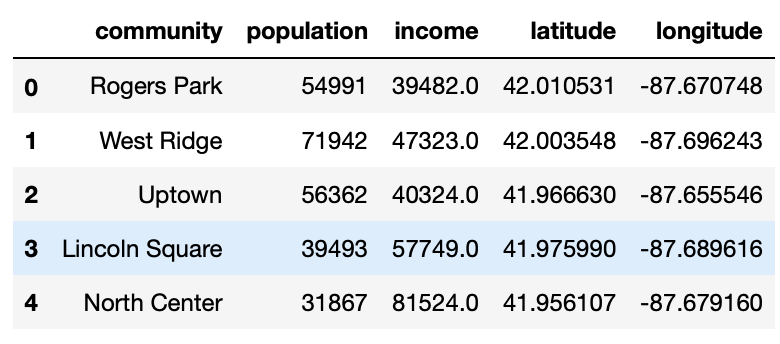 community population income latitude longitude
0 Rogers Park 54991 39482.0 42.010531 -87.670748
1 West Ridge 71942 47323.0 42.003548 -87.696243
2 Uptown 56362 40324.0 41.966630 -87.655546
3 Lincoln Square 39493 57749.0 41.975990 -87.689616
4 North Center 31867 81524.0 41.956107 -87.679160